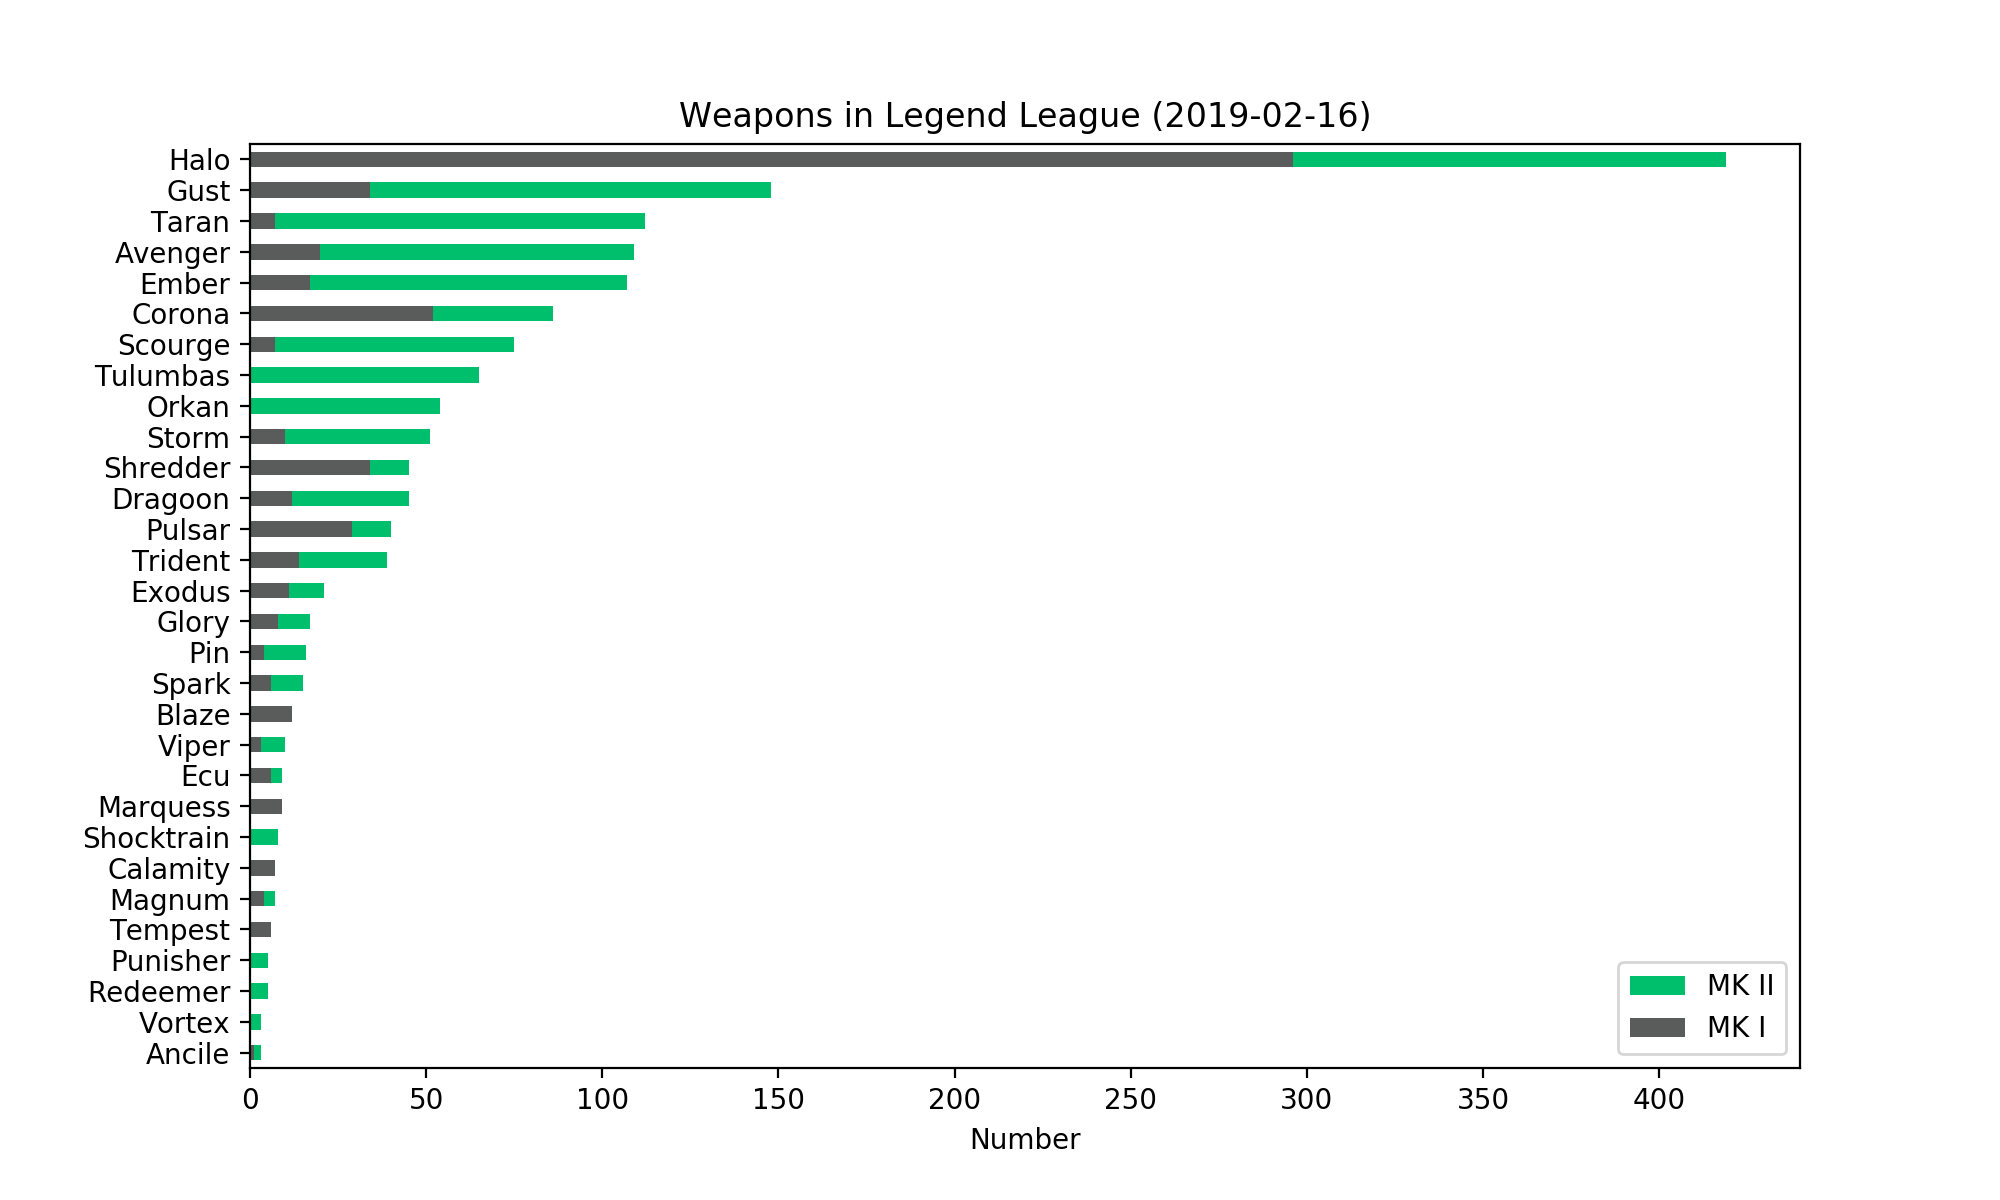 Weapons in Legend League (2019-02-16)
Halo
Gust
Taran
Avenger
Ember
Corona
Scourge
Tulumbas
Orkan
Storm
Shredder
Dragoon
Pulsar
Trident
Exodus
Glory
Pin
Spark
Blaze
Viper
Ecu
Marquess
Shocktrain
Calamity
Magnum
Tempest
Punisher
Redeemer
Vortex
Ancile
MK II
MK I
0 50 100 150 200 250 300 350 400
Number